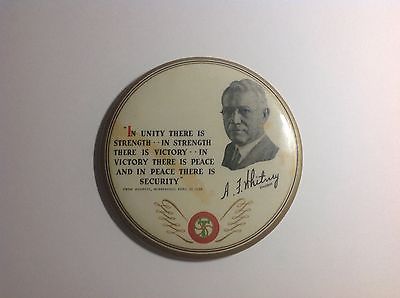 "IN UNITY THERE IS
STRENGTH··IN STRENGTH
THERE IS VICTORY··IN
VICTORY THERE IS PEACE
AND IN PEACE THERE IS
SECURITY"
A. F. Whitney